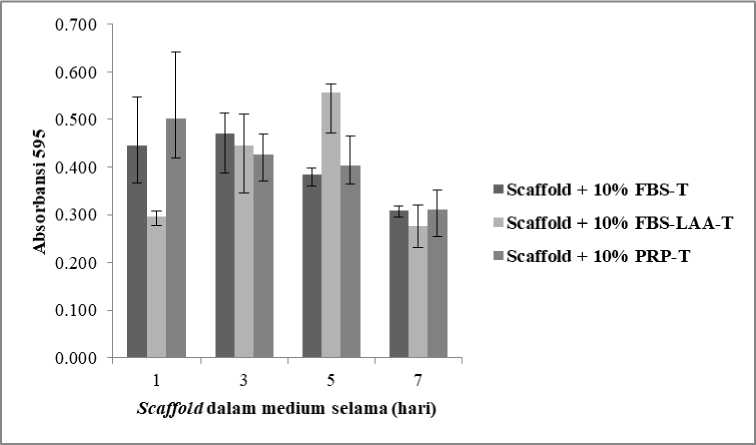 0.700
0.600
0.500
0.400
0.300
0.200
0.100
0.000
Absorbansi 595
1 3 5 7
Scaffold dalam medium selama (hari)
Scaffold + 10% FBS-T
Scaffold + 10% FBS-LAA-T
Scaffold + 10% PRP-T